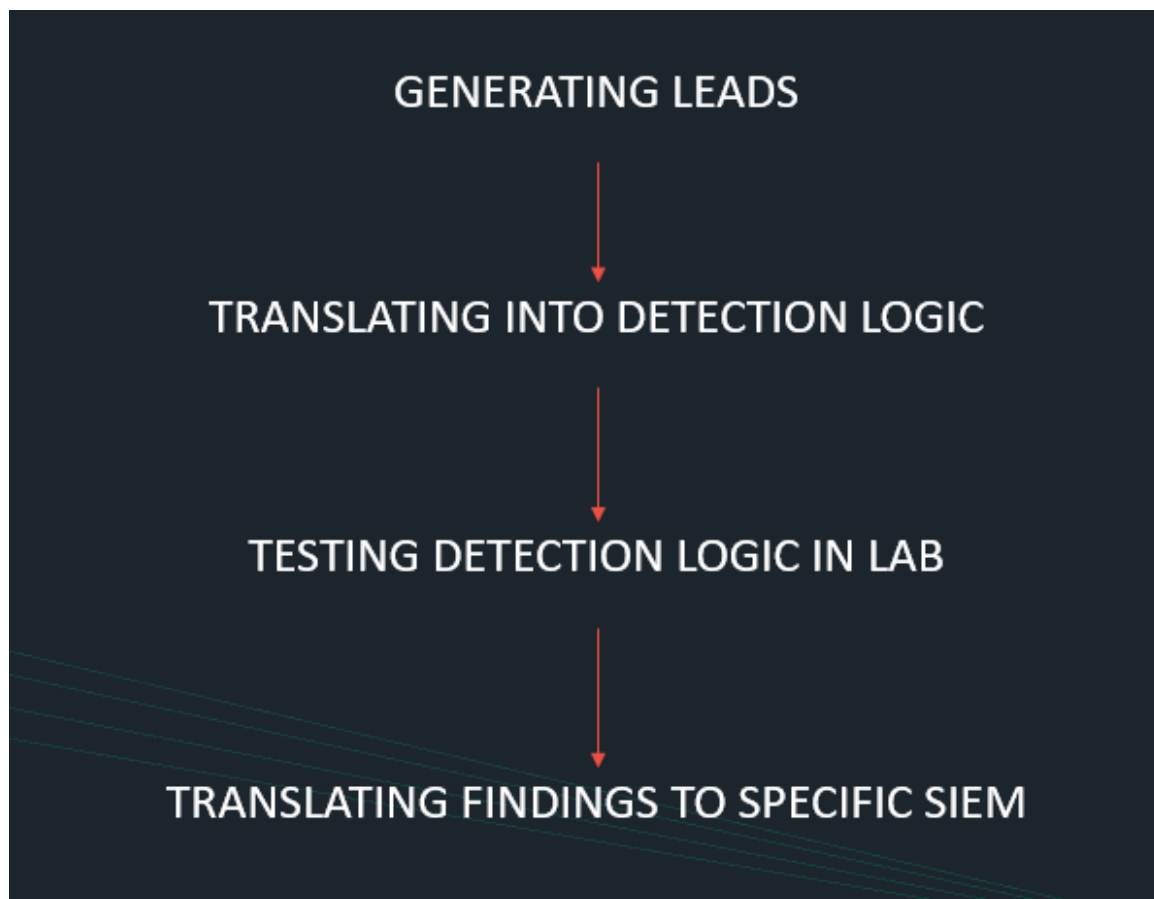 GENERATING LEADS
TRANSLATING INTO DETECTION LOGIC
TESTING DETECTION LOGIC IN LAB
TRANSLATING FINDINGS TO SPECIFIC SIEM